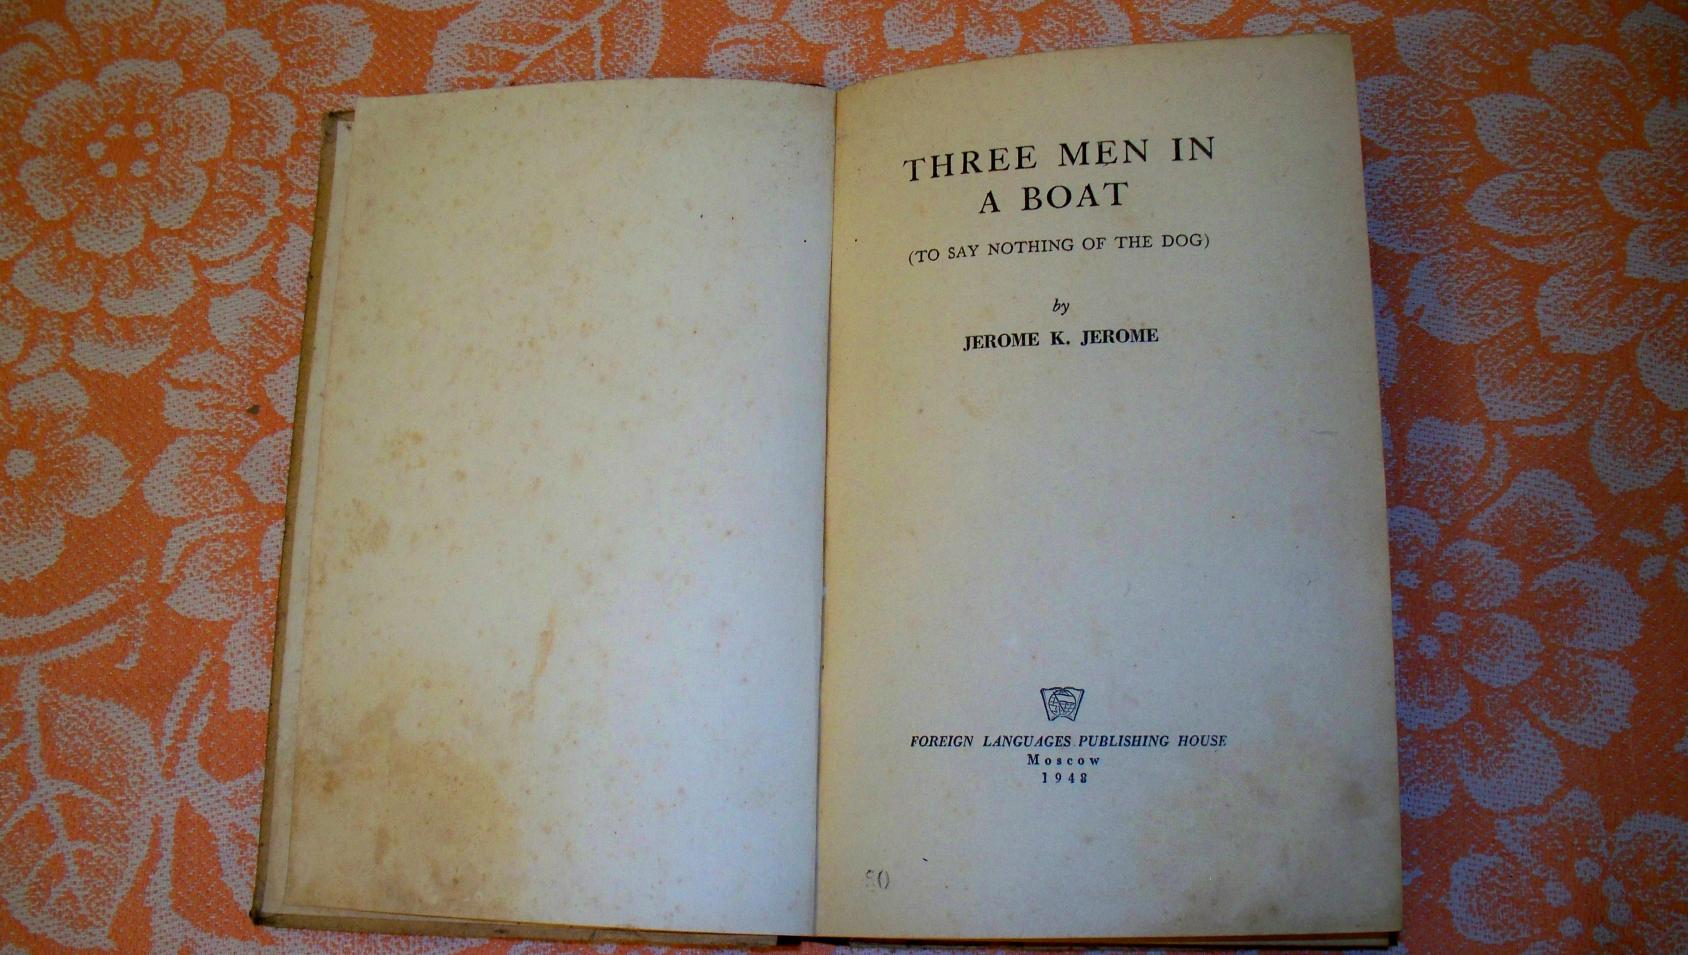 THREE MEN IN
A BOAT
(TO SAY NOTHING OF THE DOG)
by
JEROME K. JEROME
FOREIGN LANGUAGES PUBLISHING HOUSE
Moscow
1948